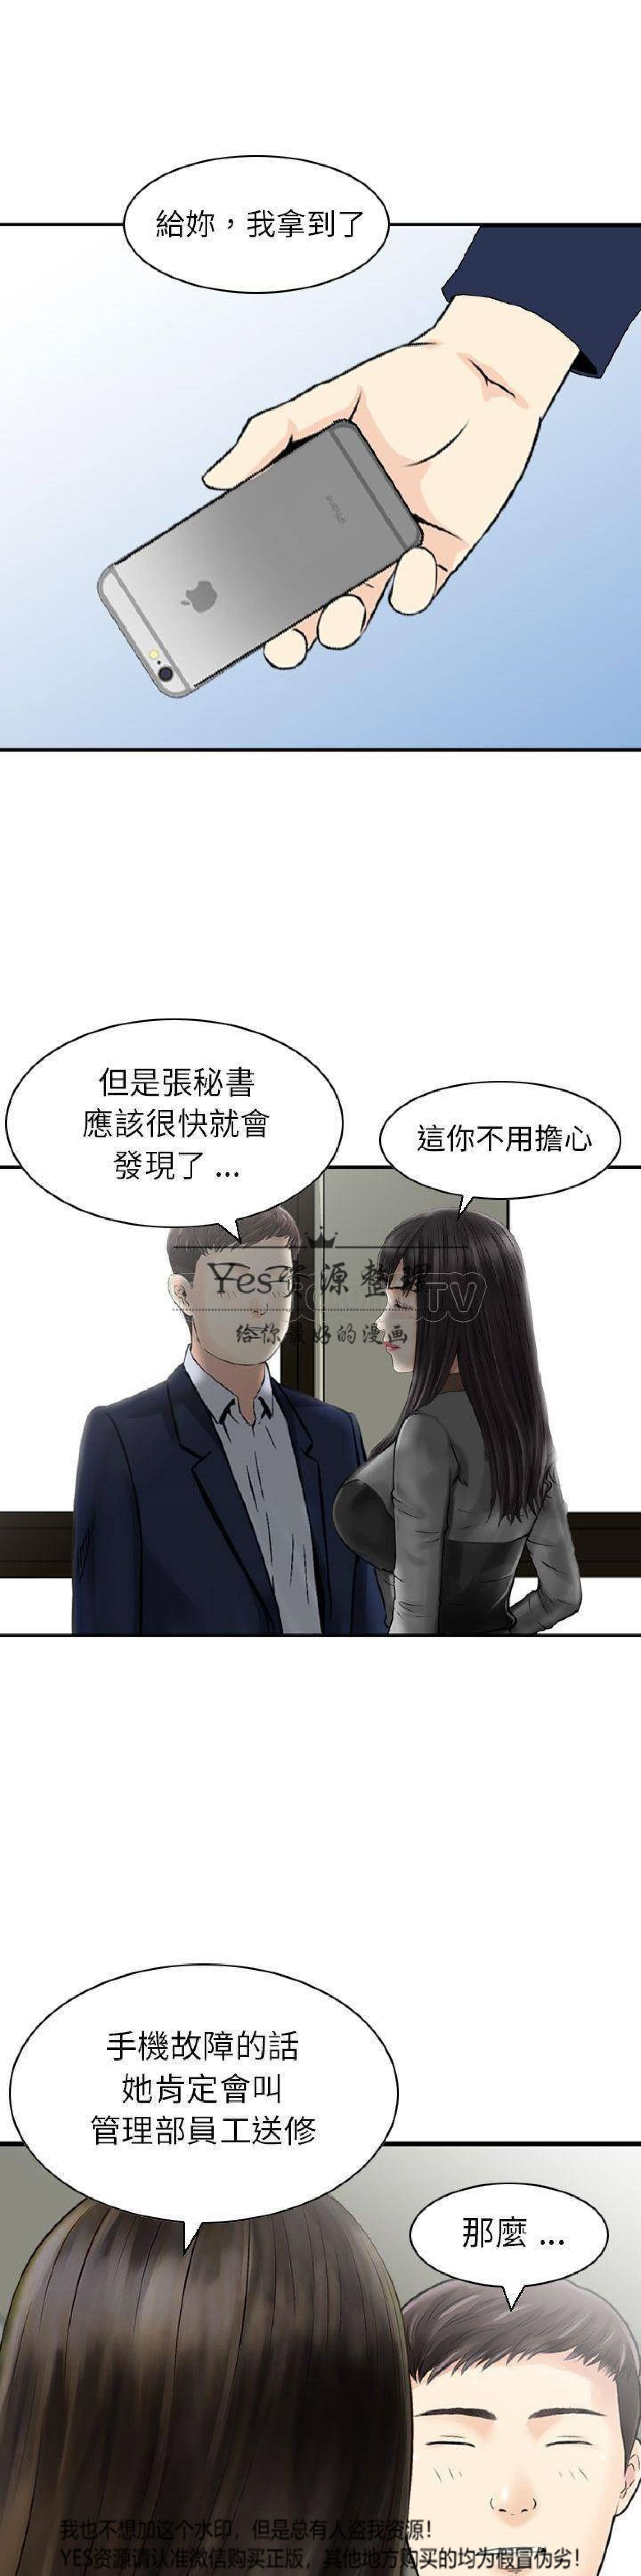 給妳，我拿到了
iPhone
但是張秘書
應該很快就會
發現了...
這你不用擔心
Yes资源整理
TV
给你最好的漫画
手機故障的話
她肯定會叫
管理部員工送修
那麼...
我也不想加这个水印，但是总有人盗我资源！
YES资源请认准微信购买正版，其他地方购买的均为假冒伪劣！